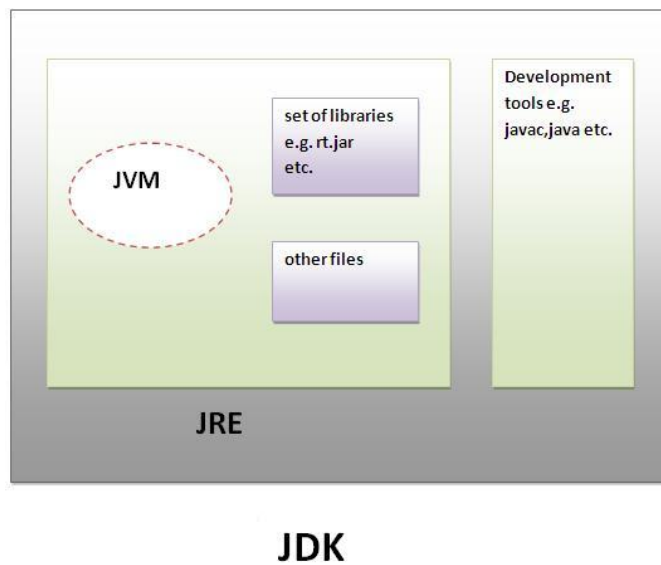 JVM
set of libraries
e.g. rt.jar
etc.
other files
Development
tools e.g.
javac,java etc.
JRE
JDK